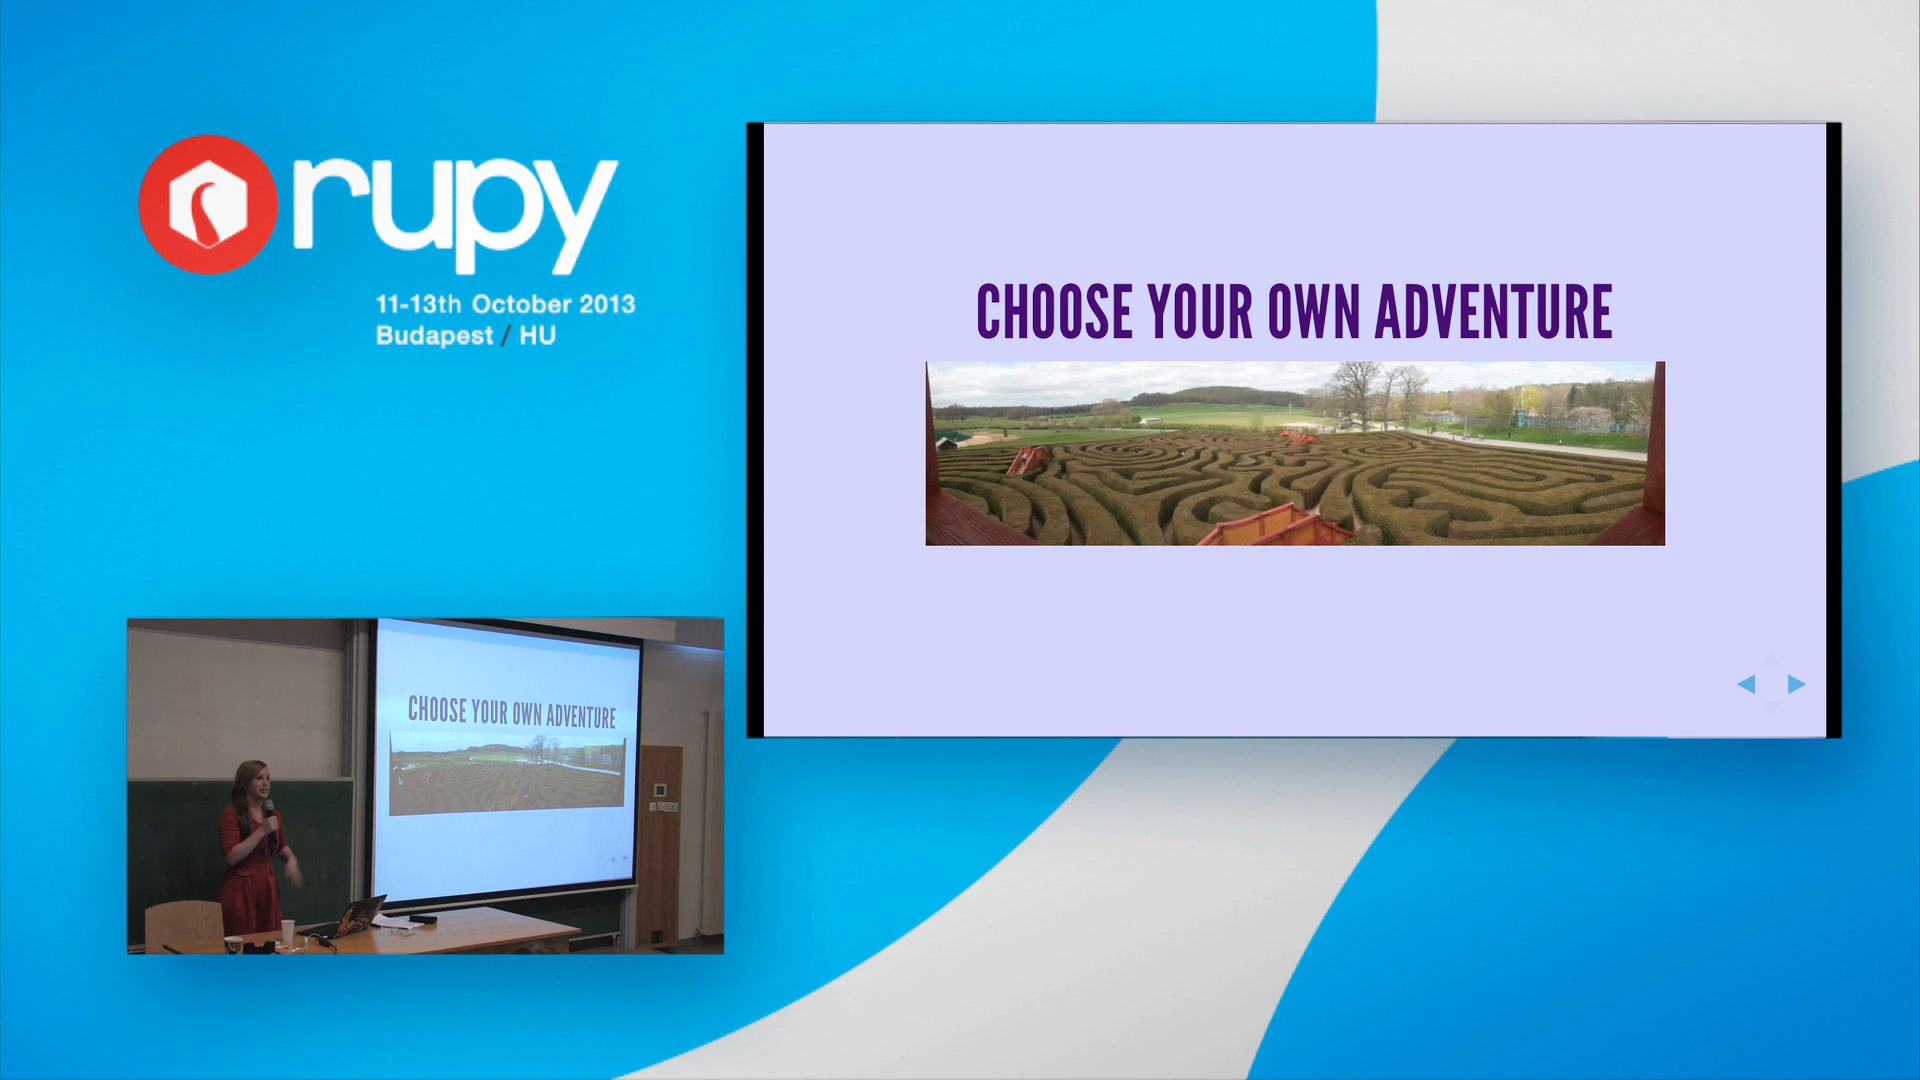 rupy
11-13th October 2013
Budapest / HU
CHOOSE YOUR OWN ADVENTURE
CHOOSE YOUR OWN ADVENTURE